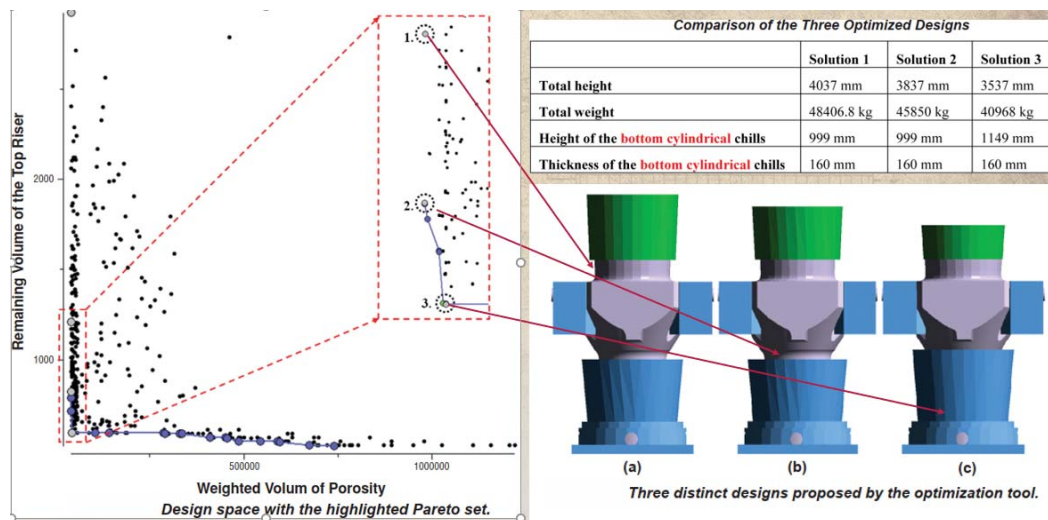 Remaining Volume of the Top Riser
2000
1000
500000
1000000
Weighted Volum of Porosity
Design space with the highlighted Pareto set.
1.
2.
3.
Comparison of the Three Optimized Designs
Solution 1 Solution 2 Solution 3
Total height 4037 mm 3837 mm 3537 mm
Total weight 48406.8 kg 45850 kg 40968 kg
Height of the bottom cylindrical chills 999 mm 999 mm 1149 mm
Thickness of the bottom cylindrical chills 160 mm 160 mm 160 mm
(a) (b) (c)
Three distinct designs proposed by the optimization tool.